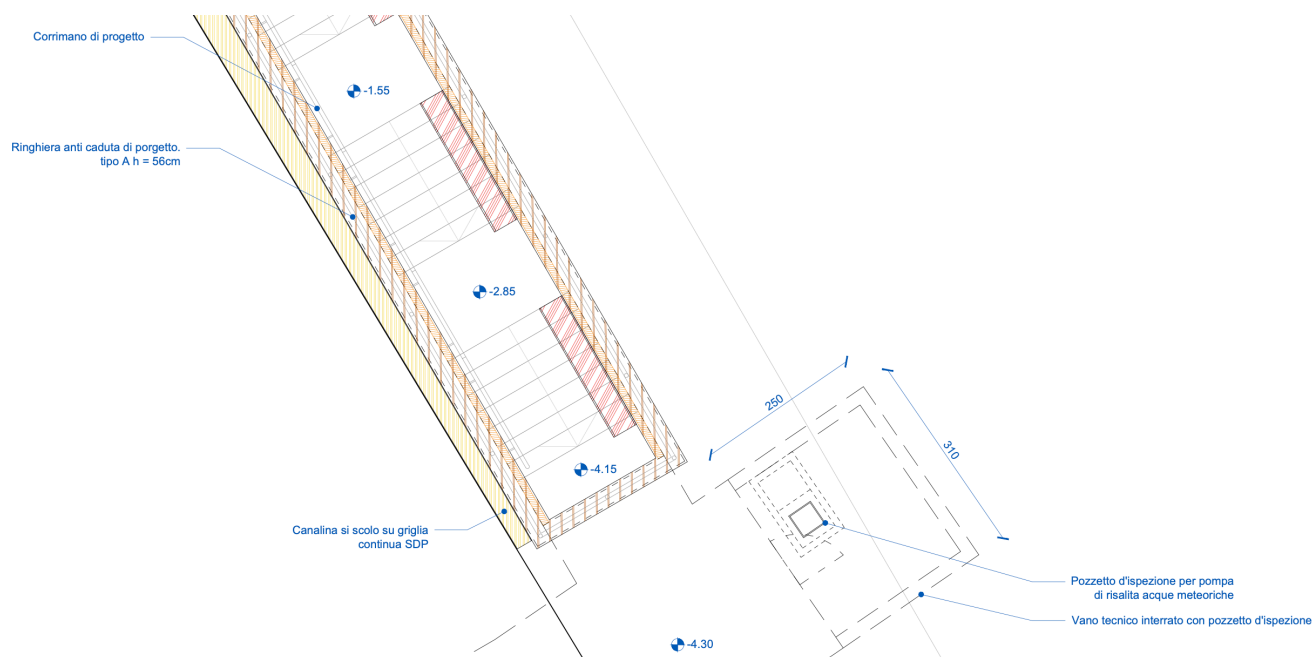 Corrimano di progetto
-1.55
Ringhiera anti caduta di porgetto.
tipo A h = 56cm
-2.85
250
310
-4.15
Canalina si scolo su griglia
continua SDP
Pozzetto d'ispezione per pompa
di risalita acque meteoriche
Vano tecnico interrato con pozzetto d'ispezione
-4.30